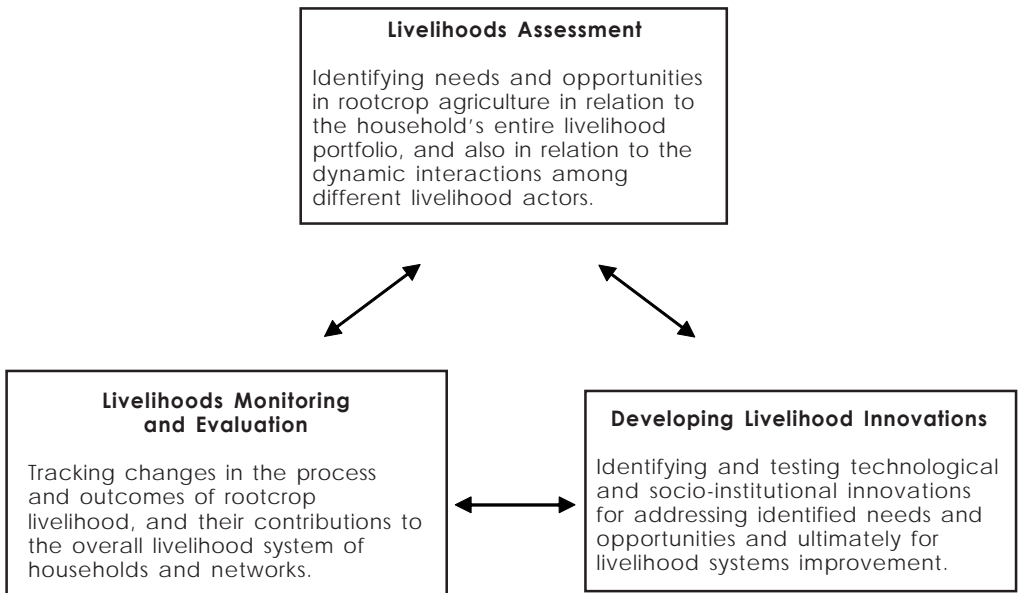 Livelihoods Assessment
Identifying needs and opportunities
in rootcrop agriculture in relation to
the household's entire livelihood
portfolio, and also in relation to the
dynamic interactions among
different livelihood actors.
Livelihoods Monitoring
and Evaluation
Tracking changes in the process
and outcomes of rootcrop
livelihood, and their contributions to
the overall livelihood system of
households and networks.
Developing Livelihood Innovations
Identifying and testing technological
and socio-institutional innovations
for addressing identified needs and
opportunities and ultimately for
livelihood systems improvement.